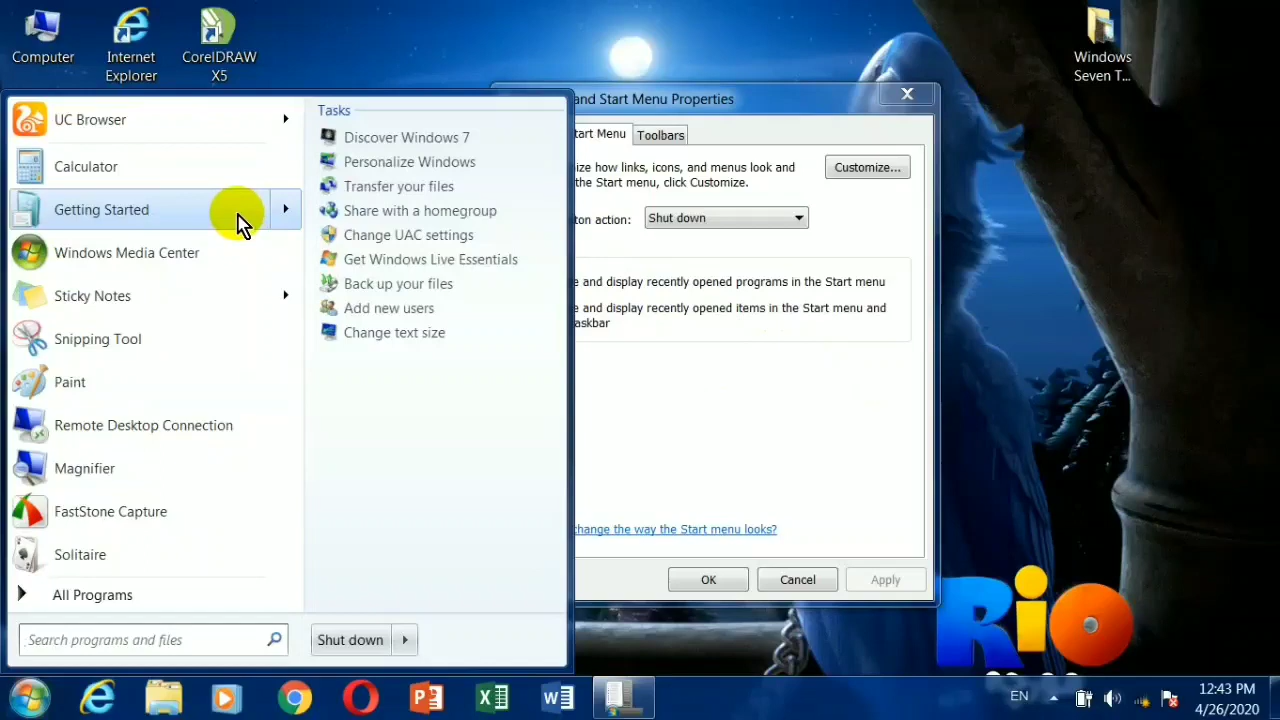 Computer
Internet
Explorer
CorelDRAW
X5
Windows
Seven T...
UC Browser
Calculator
Getting Started
Windows Media Center
Sticky Notes
Snipping Tool
Paint
Remote Desktop Connection
Magnifier
FastStone Capture
Solitaire
All Programs
Search programs and files
Shut down
Tasks
Discover Windows 7
Personalize Windows
Transfer your files
Share with a homegroup
Change UAC settings
Get Windows Live Essentials
Back up your files
Add new users
Change text size
and Start Menu Properties
tart Menu
Toolbars
ize how links, icons, and menus look and
the Start menu, click Customize.
Customize...
ton action:
Shut down
e and display recently opened programs in the Start menu
e and display recently opened items in the Start menu and
askbar
change the way the Start menu looks?
OK
Cancel
Apply
RiO
EN
12:43 PM
4/26/2020